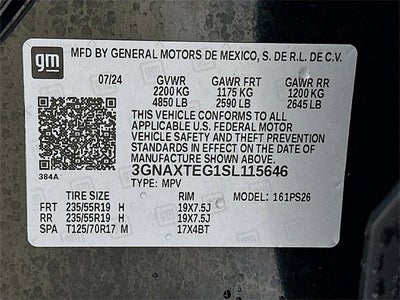 gm
MFD BY GENERAL MOTORS DE MEXICO, S. DE R.L. DE C.V.
07/24 GVWR GAWR FRT GAWR RR
2200 KG 1175 KG 1200 KG
4850 LB 2590 LB 2645 LB
THIS VEHICLE CONFORMS TO ALL APPLICABLE
U.S. FEDERAL MOTOR VEHICLE SAFETY, BUMPER, AND THEFT PREVENTION
STANDARDS IN EFFECT ON THE DATE OF
MANUFACTURE SHOWN ABOVE.
384A
3GNAXTEG1SL115646
TYPE: MPV MODEL: 161PS26
TIRE SIZE RIM
FRT 235/55R19 H 19X7.5J
RR 235/55R19 H 19X7.5J
SPA T125/70R17 M 17X4BT